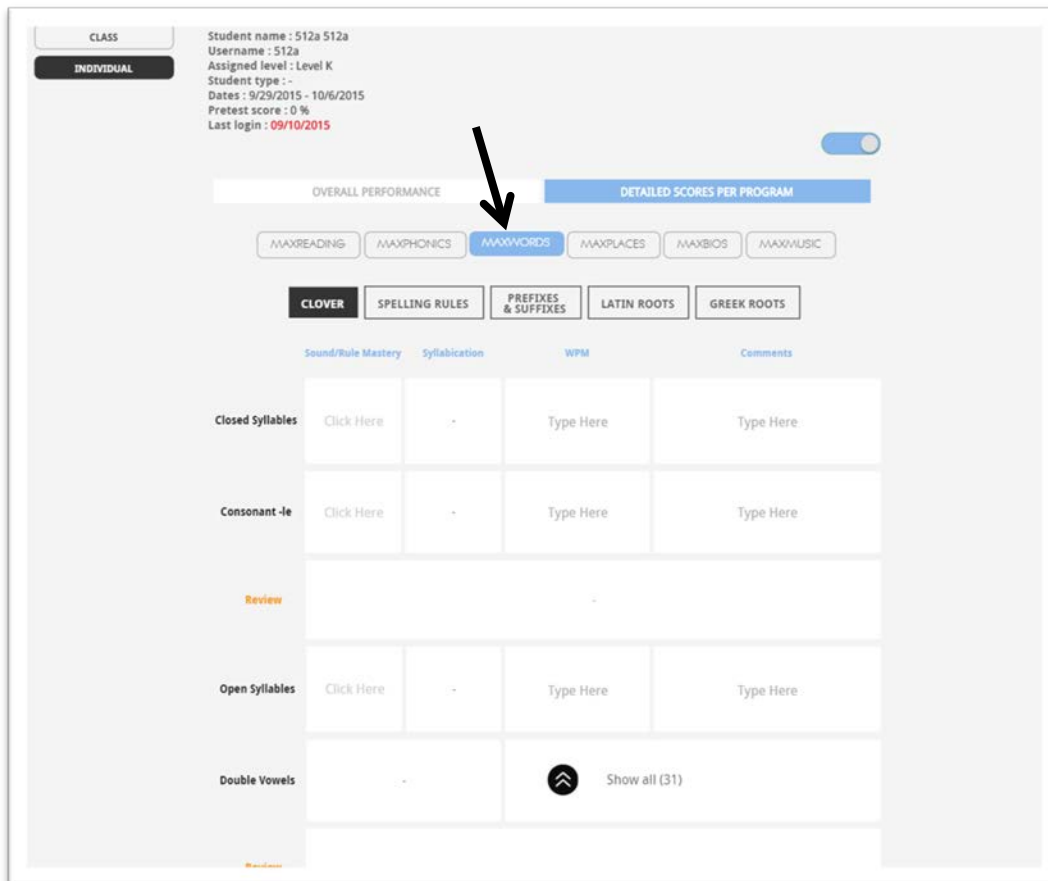 CLASS
INDIVIDUAL
Student name : 512a 512a
Username : 512a
Assigned level : Level K
Student type : -
Dates : 9/29/2015 - 10/6/2015
Pretest score : 0 %
Last login : 09/10/2015
OVERALL PERFORMANCE DETAILED SCORES PER PROGRAM
MAXREADING MAXPHONICS MAXWORDS MAXPLACES MAXBIOS MAXMUSIC
CLOVER SPELLING RULES PREFIXES & SUFFIXES LATIN ROOTS GREEK ROOTS
Sound/Rule Mastery Syllabication WPM Comments
Closed Syllables Click Here - Type Here Type Here
Consonant -le Click Here - Type Here Type Here
Review -
Open Syllables Click Here - Type Here Type Here
Double Vowels - Show all (31)
Review